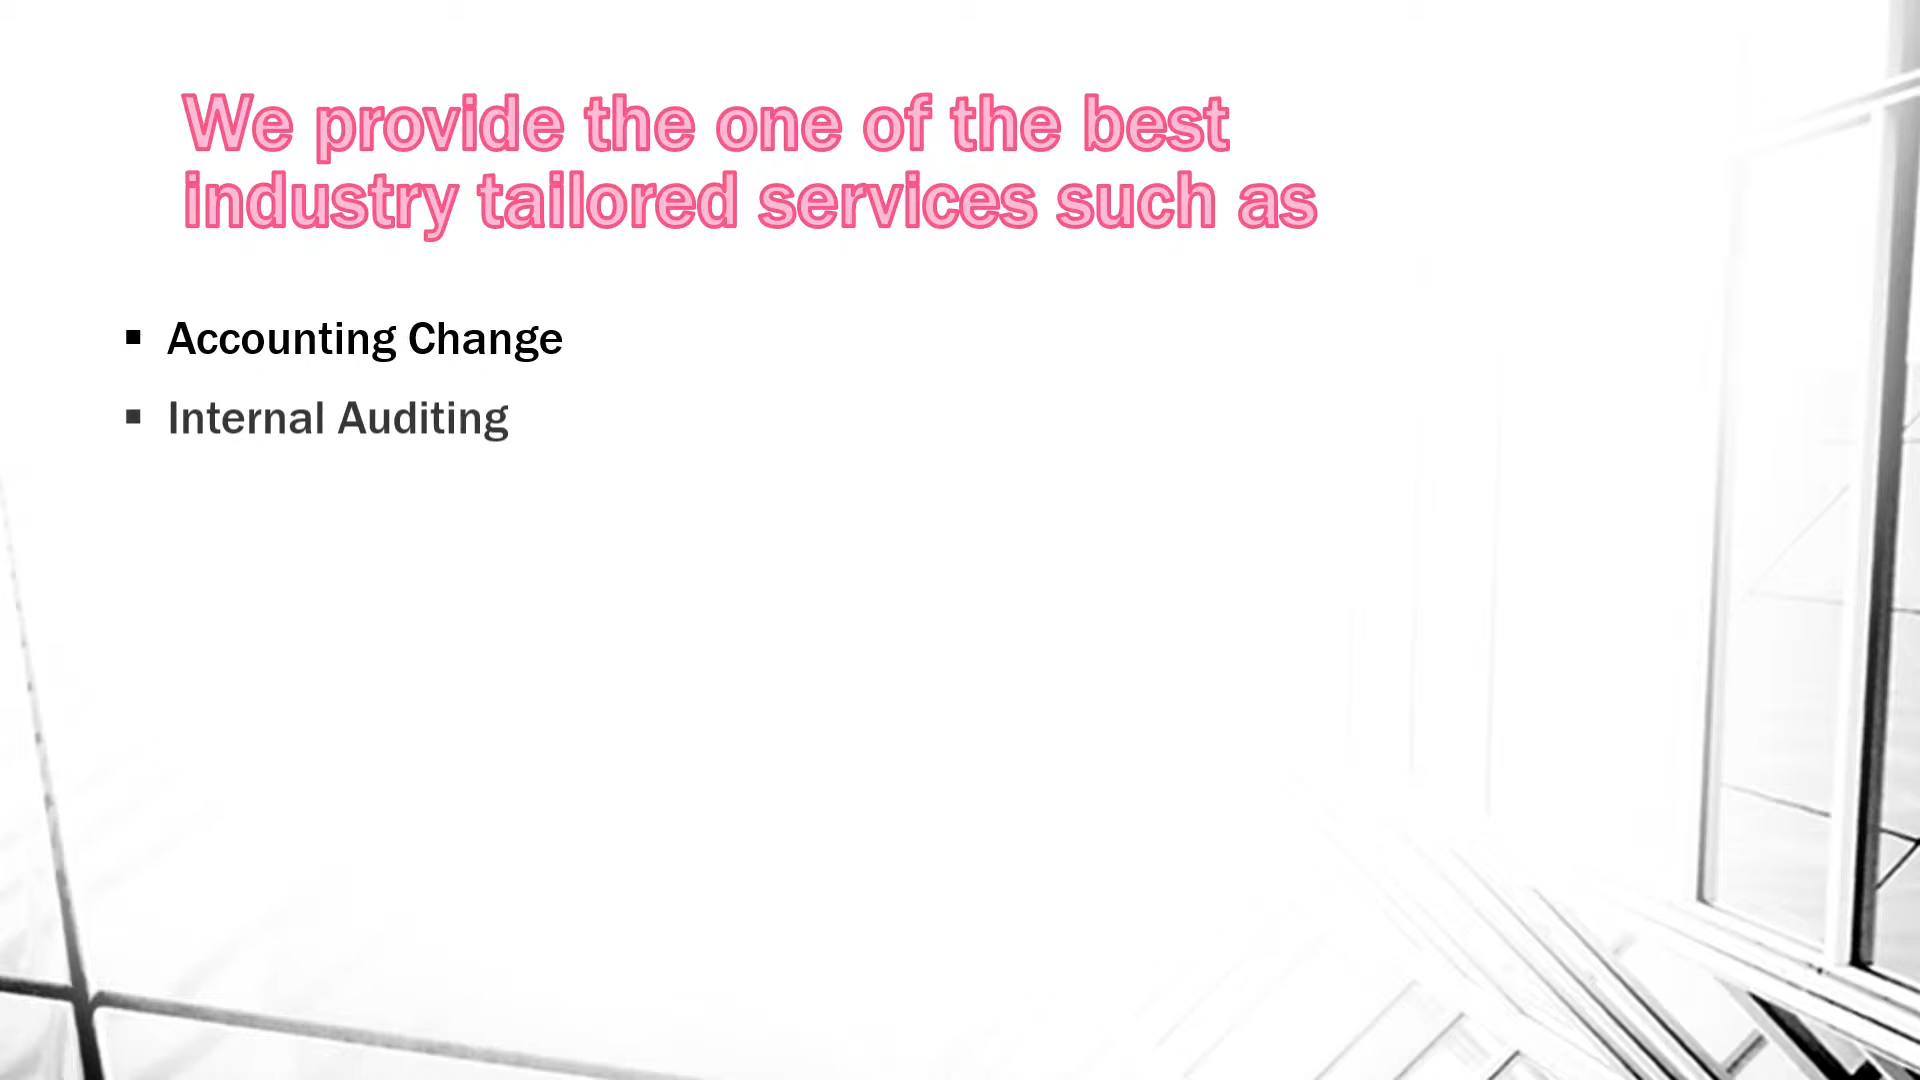 We provide the one of the best
industry tailored services such as
▪ Accounting Change
▪ Internal Auditing